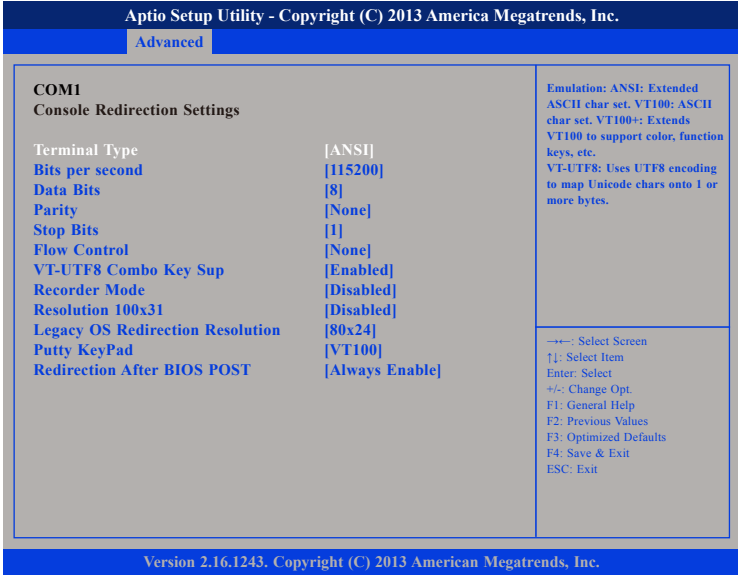 Aptio Setup Utility - Copyright (C) 2013 America Megatrends, Inc.
Advanced
COM1
Console Redirection Settings
Terminal Type [ANSI]
Bits per second [115200]
Data Bits [8]
Parity [None]
Stop Bits [1]
Flow Control [None]
VT-UTF8 Combo Key Sup [Enabled]
Recorder Mode [Disabled]
Resolution 100x31 [Disabled]
Legacy OS Redirection Resolution [80x24]
Putty KeyPad [VT100]
Redirection After BIOS POST [Always Enable]
Emulation: ANSI: Extended
ASCII char set. VT100: ASCII
char set. VT100+: Extends
VT100 to support color, function
keys, etc.
VT-UTF8: Uses UTF8 encoding
to map Unicode chars onto 1 or
more bytes.
→←: Select Screen
↑↓: Select Item
Enter: Select
+/-: Change Opt.
F1: General Help
F2: Previous Values
F3: Optimized Defaults
F4: Save & Exit
ESC: Exit
Version 2.16.1243. Copyright (C) 2013 American Megatrends, Inc.